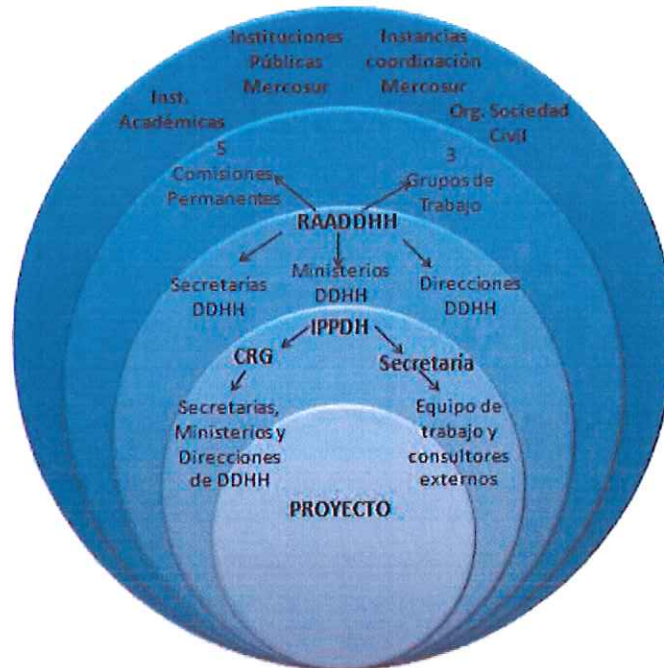 Instituciones
Públicas
Mercosur
Instancias
coordinación
Mercosur
Inst.
Académicas
Org. Sociedad
Civil
5
Comisiones
Permanentes
3
Grupos de
Trabajo
RAADDHH
Secretarías
DDHH
Ministerios
DDHH
Direcciones
DDHH
IPPDH
CRG
Secretaría
Secretarias,
Ministerios y
Direcciones
de DDHH
Equipo de
trabajo y
consultores
externos
PROYECTO